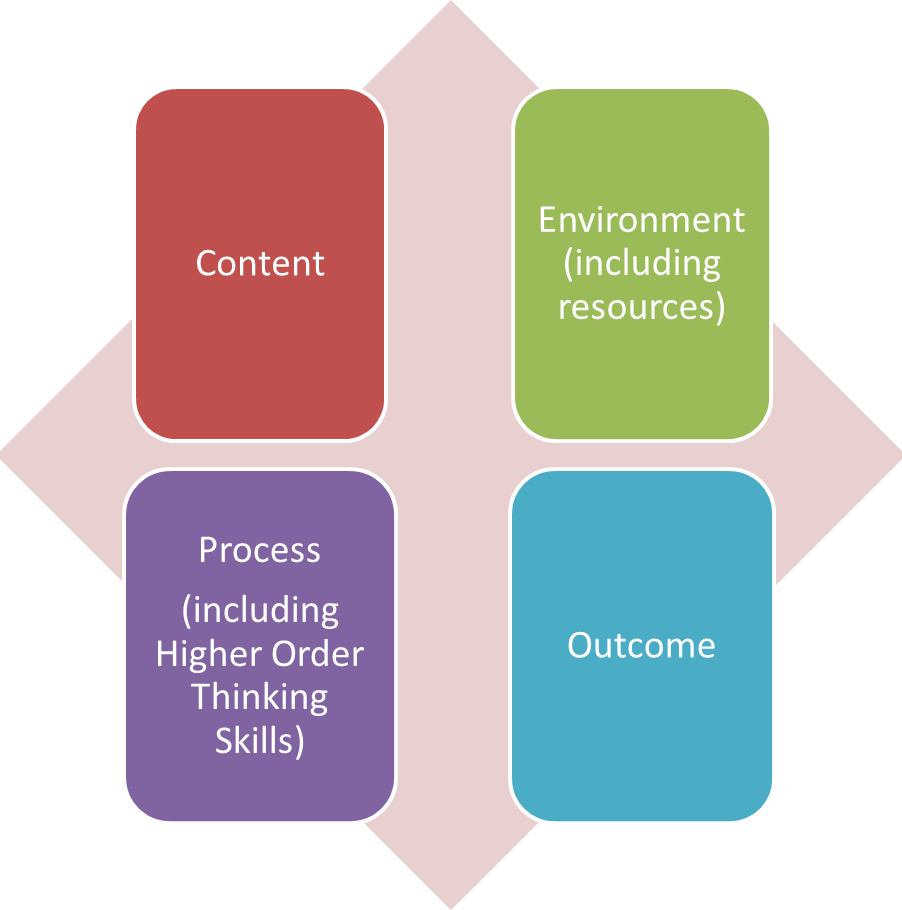 Content
Environment
(including
resources)
Process
(including
Higher Order
Thinking
Skills)
Outcome